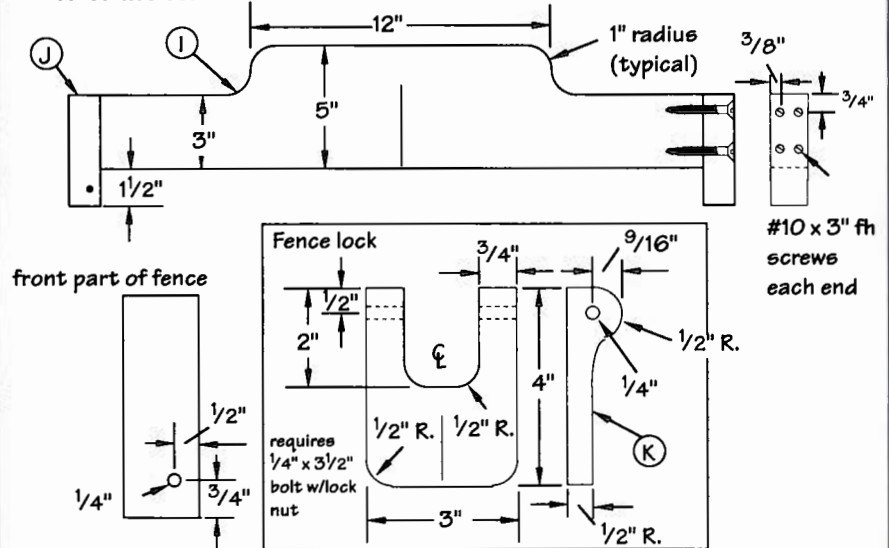 12"
1" radius
(typical)
I
J
3/8"
3/4"
5"
3"
1 1/2"
#10 x 3" fh
screws
each end
Fence lock
3/4"
9/16"
front part of fence
1/2"
2"
℄
4"
1/2" R.
1/4"
1/2"
1/2" R.
1/2" R.
K
requires
1/4" x 3 1/2"
bolt w/lock
nut
1/4"
3/4"
3"
1/2" R.